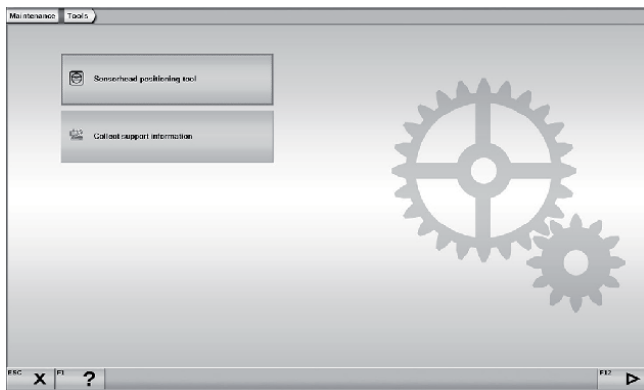 Maintenance Tools
Sensorhead positioning tool
Collect support information
ESC X F1 ? F12